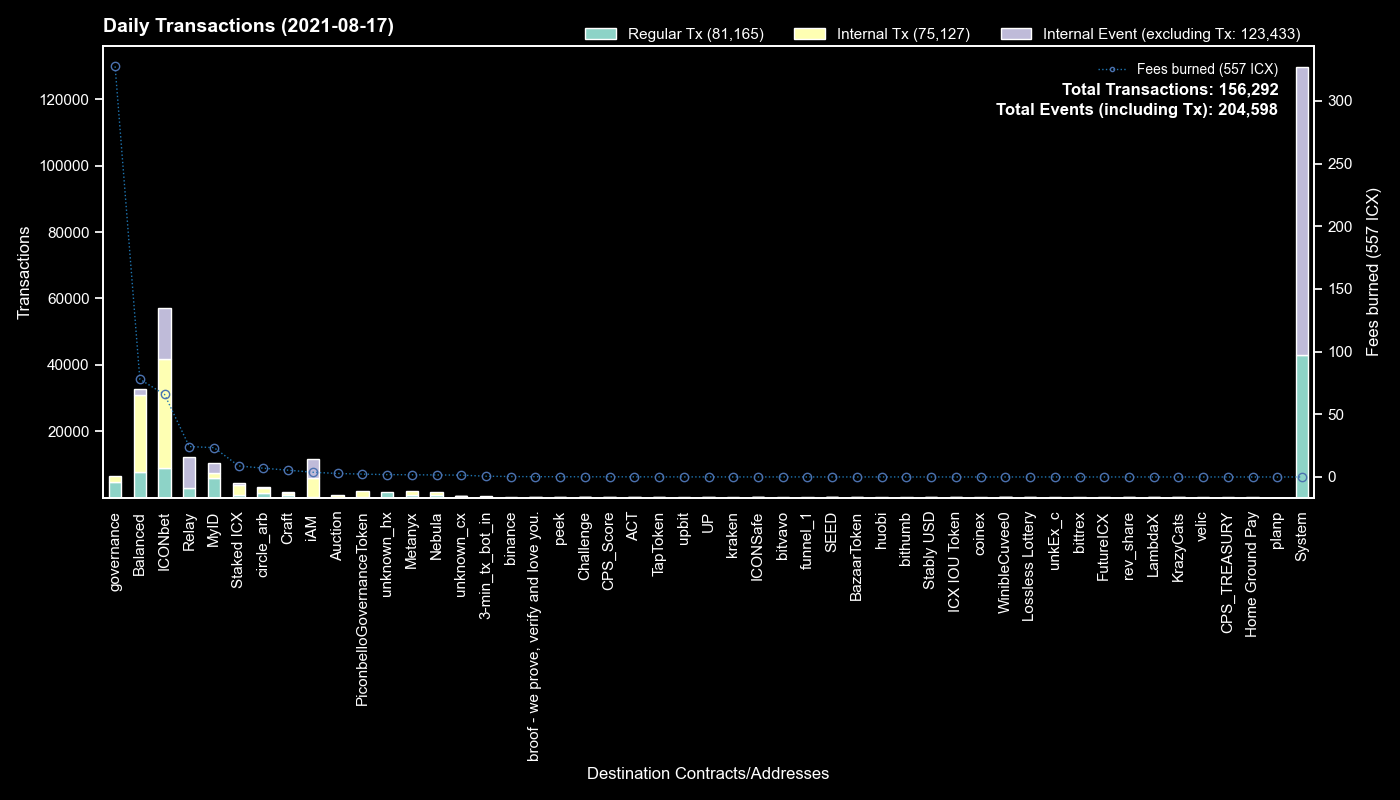 Daily Transactions (2021-08-17)
Regular Tx (81,165)
Internal Tx (75,127)
Internal Event (excluding Tx: 123,433)
Fees burned (557 ICX)
Total Transactions: 156,292
Total Events (including Tx): 204,598
Transactions
120000
100000
80000
60000
40000
20000
300
250
200
150
100
50
0
Fees burned (557 ICX)
governance
Balanced
ICONbet
Relay
MyID
Staked ICX
circle_arb
Craft
iAM
Auction
PiconbelloGovernanceToken
unknown_hx
Metanyx
Nebula
unknown_cx
3-min_tx_bot_in
binance
broof - we prove, verify and love you.
peek
Challenge
CPS_Score
ACT
TapToken
upbit
UP
kraken
ICONSafe
bitvavo
funnel_1
SEED
BazaarToken
huobi
bithumb
Stably USD
ICX IOU Token
coinex
WinibleCuvee0
Lossless Lottery
unkEx_c
bittrex
FutureICX
rev_share
LambdaX
KrazyCats
velic
CPS_TREASURY
Home Ground Pay
planp
System
Destination Contracts/Addresses